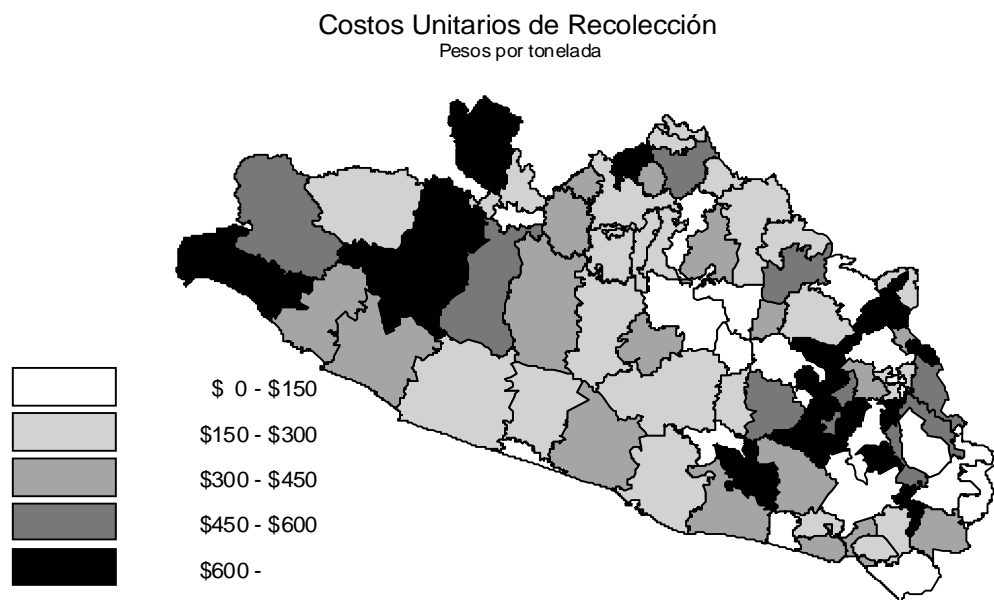 Costos Unitarios de Recolección
Pesos por tonelada
$ 0 - $150
$150 - $300
$300 - $450
$450 - $600
$600 -